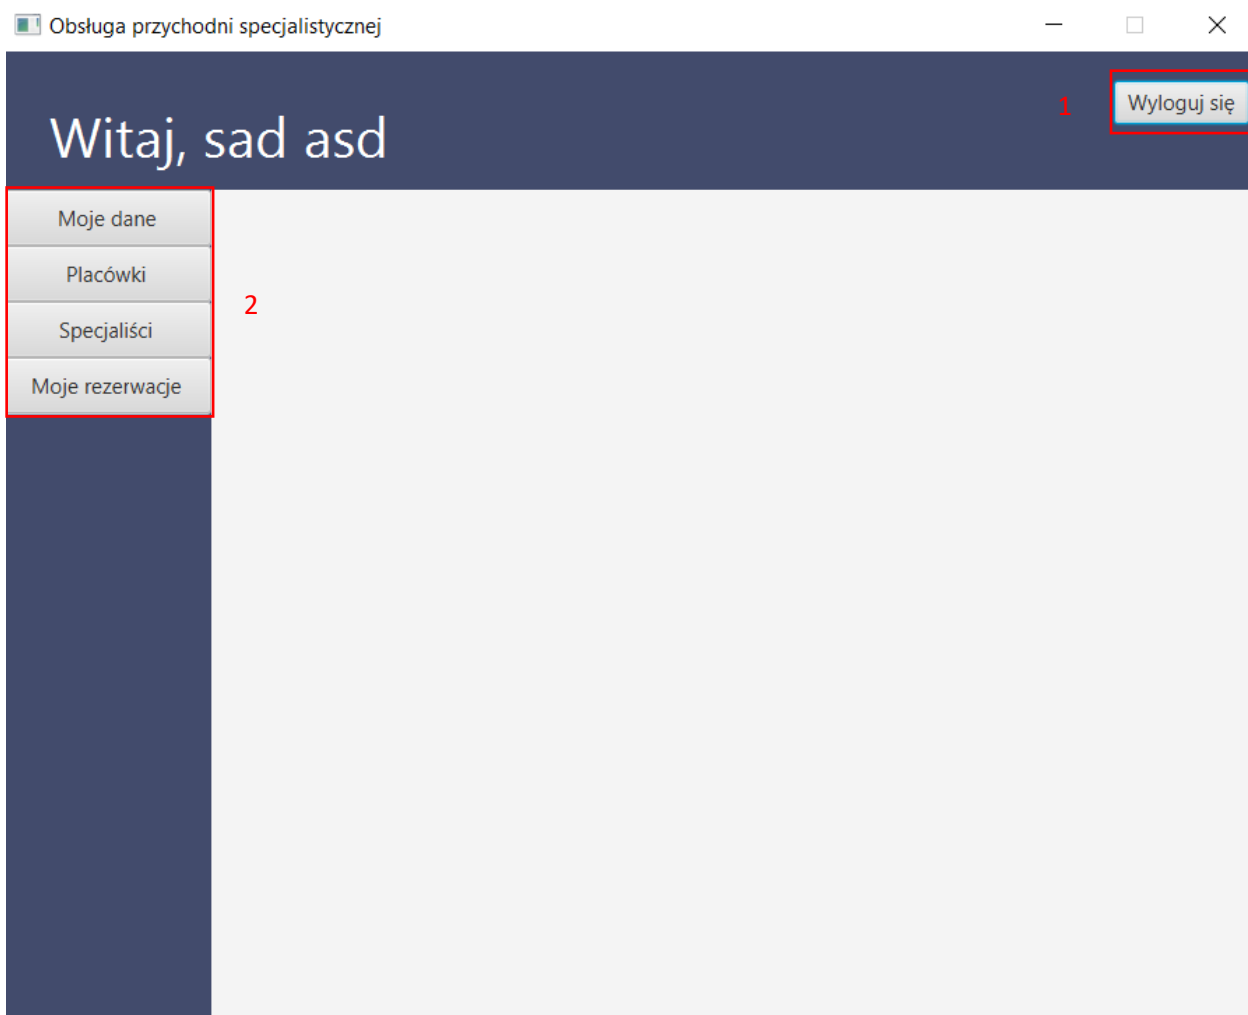 Obsługa przychodni specjalistycznej
1
Wyloguj się
Witaj, sad asd
Moje dane
Placówki
2
Specjaliści
Moje rezerwacje